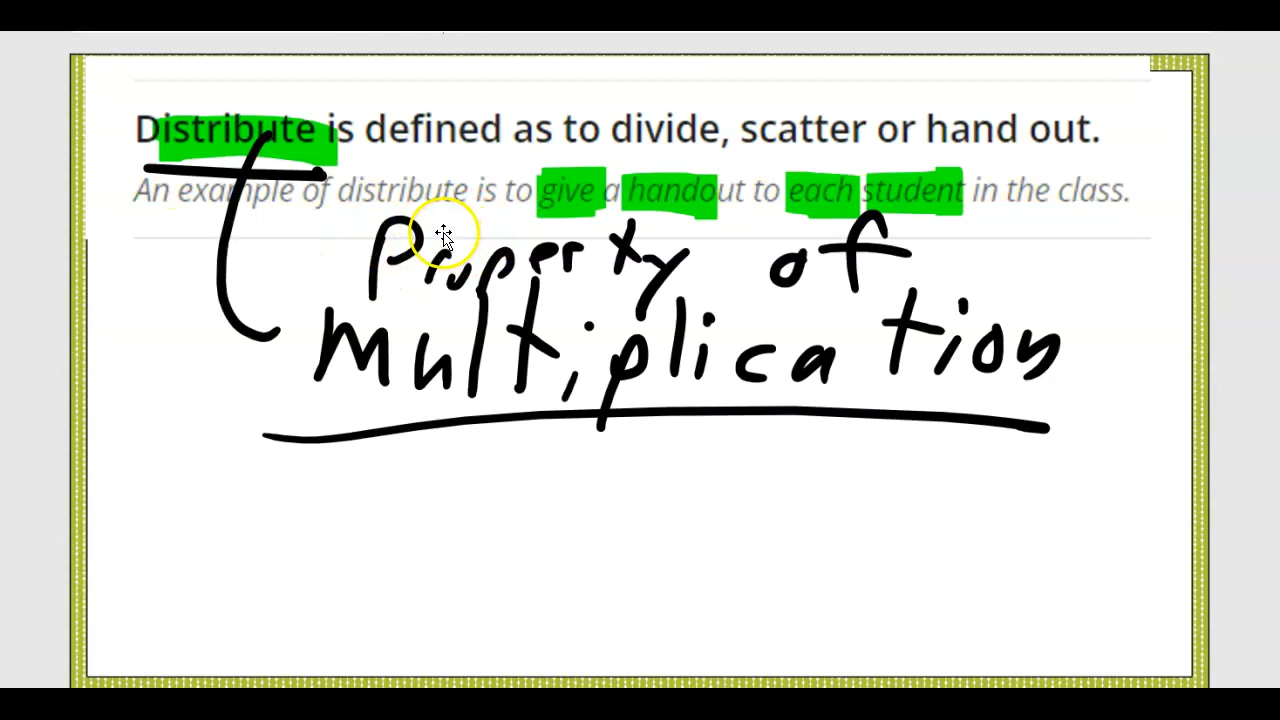 Distribute is defined as to divide, scatter or hand out.
An example of distribute is to give a handout to each student in the class.
Property of
multiplication